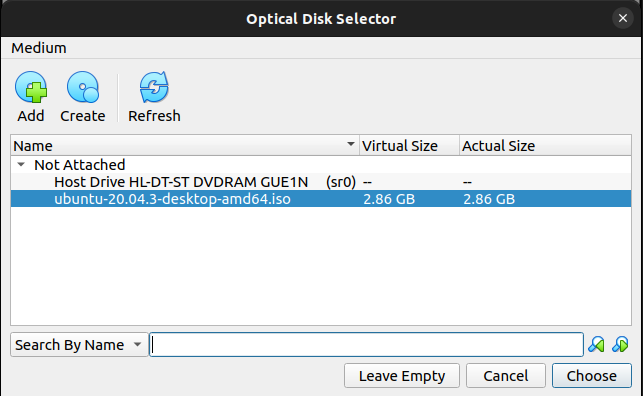 Optical Disk Selector
Medium
Add Create Refresh
Name Virtual Size Actual Size
Not Attached
Host Drive HL-DT-ST DVDRAM GUE1N (sr0) -- --
ubuntu-20.04.3-desktop-amd64.iso 2.86 GB 2.86 GB
Search By Name
Leave Empty Cancel Choose